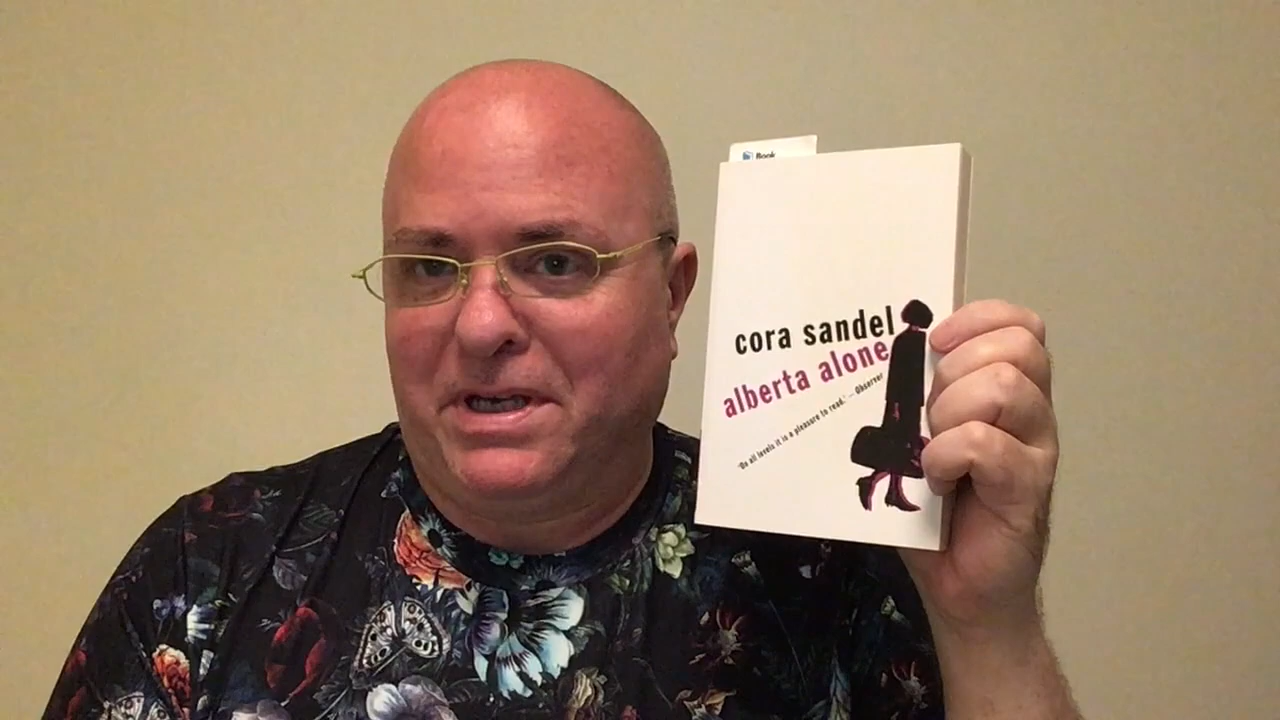 Book
cora sandel
alberta alone
'On all levels it is a pleasure to read.' – Observer